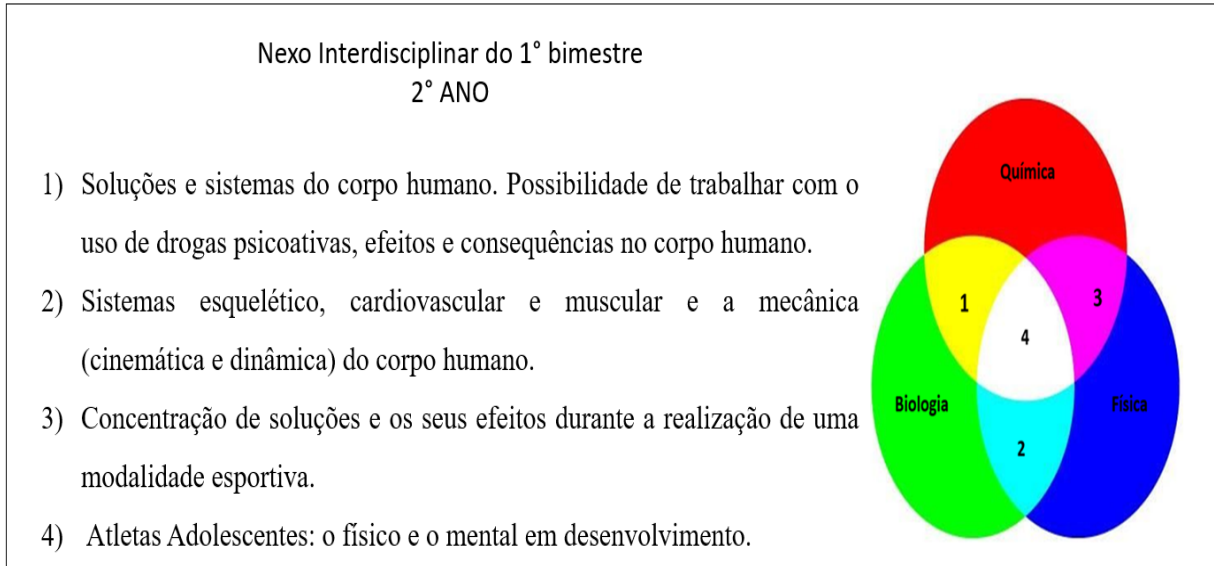 Nexo Interdisciplinar do 1° bimestre
2° ANO
1) Soluções e sistemas do corpo humano. Possibilidade de trabalhar com o
uso de drogas psicoativas, efeitos e consequências no corpo humano.
2) Sistemas esquelético, cardiovascular e muscular e a mecânica
(cinemática e dinâmica) do corpo humano.
3) Concentração de soluções e os seus efeitos durante a realização de uma
modalidade esportiva.
4) Atletas Adolescentes: o físico e o mental em desenvolvimento.
Química
1
3
4
Biologia
Física
2